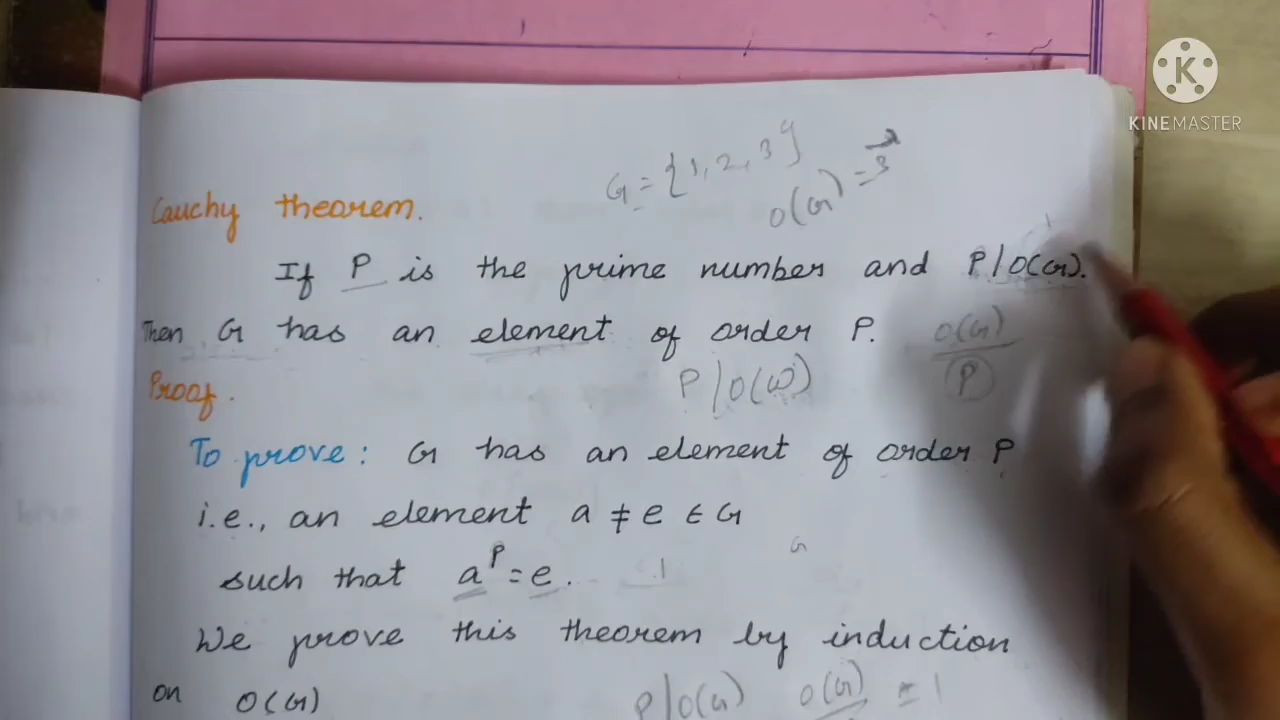 KINEMASTER
G = {1, 2, 3}
O(G) = 3
Cauchy theorem.
If P is the prime number and P/O(G).
Then G has an element of order P.
O(G)
P
Proof.
P/O(G)
To prove: G has an element of order P
i.e., an element a ≠ e ∈ G
G
such that a^P = e.
1
We prove this theorem by induction
on O(G)
P/O(G) O(G) = 1